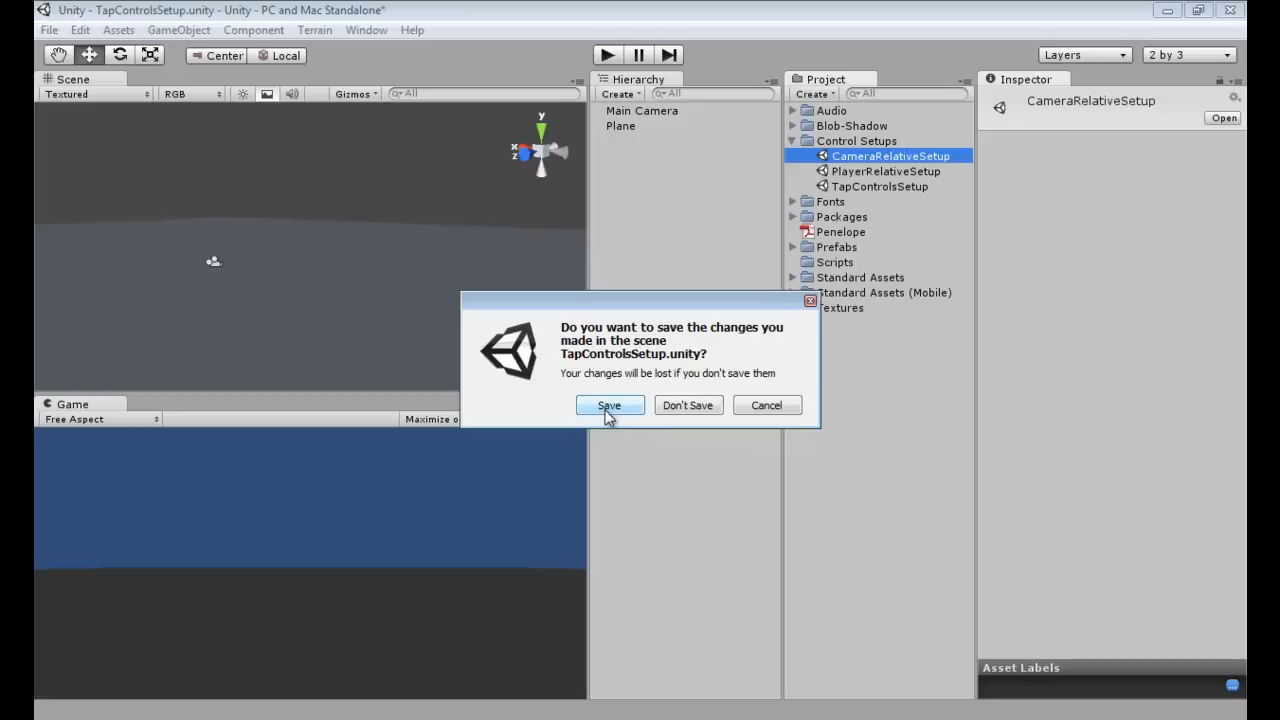 Unity - TapControlsSetup.unity - Unity - PC and Mac Standalone*
File Edit Assets GameObject Component Terrain Window Help
Center Local Layers 2 by 3
Scene
Textured RGB Gizmos All
y
x
z
Game
Free Aspect Maximize o
Hierarchy
Create All
Main Camera
Plane
Project
Create All
Audio
Blob-Shadow
Control Setups
CameraRelativeSetup
PlayerRelativeSetup
TapControlsSetup
Fonts
Packages
Penelope
Prefabs
Scripts
Standard Assets
Standard Assets (Mobile)
Textures
Inspector
CameraRelativeSetup
Open
Asset Labels
Do you want to save the changes you
made in the scene
TapControlsSetup.unity?
Your changes will be lost if you don't save them
Save Don't Save Cancel